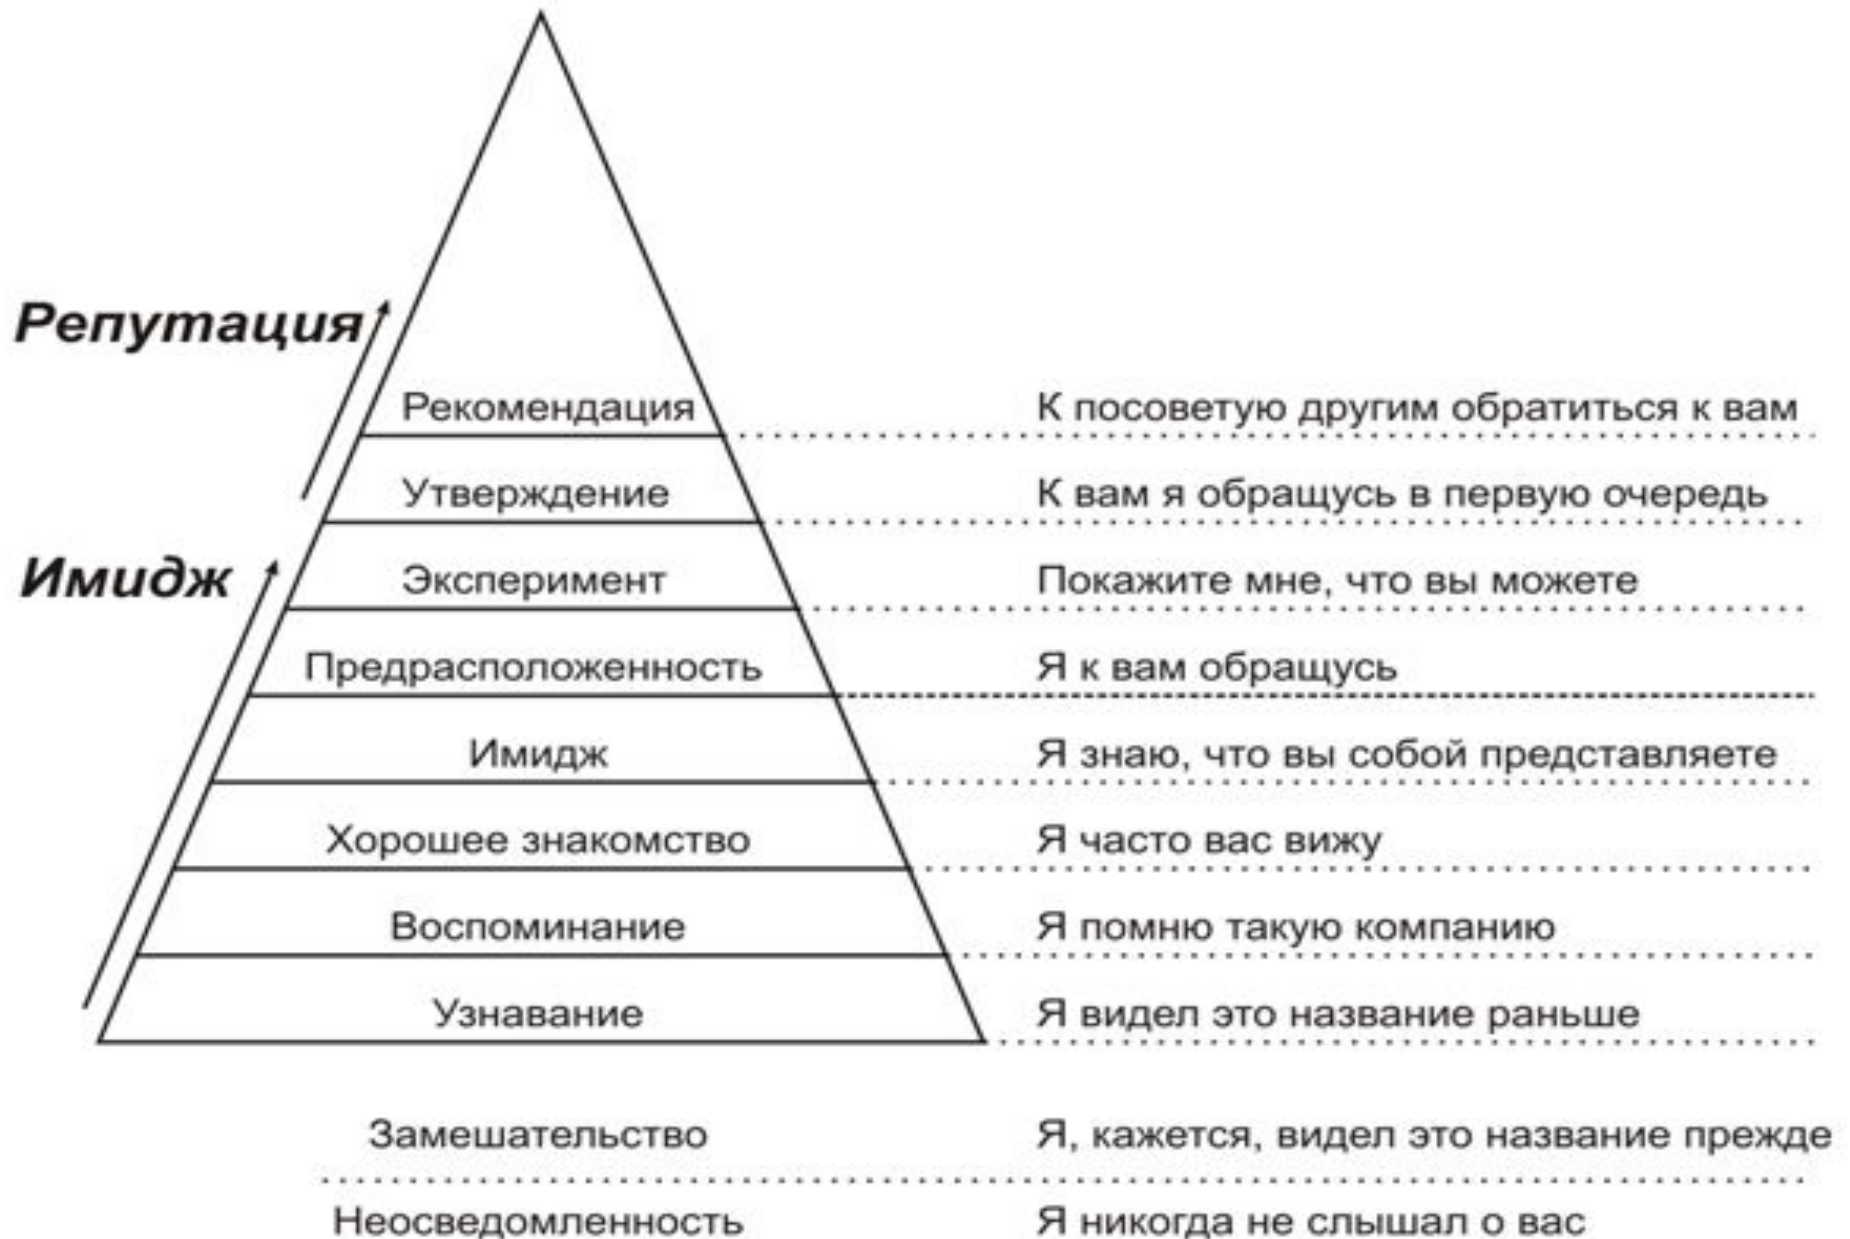 Репутация
Рекомендация К посоветую другим обратиться к вам
Утверждение К вам я обращусь в первую очередь
Имидж
Эксперимент Покажите мне, что вы можете
Предрасположенность Я к вам обращусь
Имидж Я знаю, что вы собой представляете
Хорошее знакомство Я часто вас вижу
Воспоминание Я помню такую компанию
Узнавание Я видел это название раньше
Замешательство Я, кажется, видел это название прежде
Неосведомленность Я никогда не слышал о вас